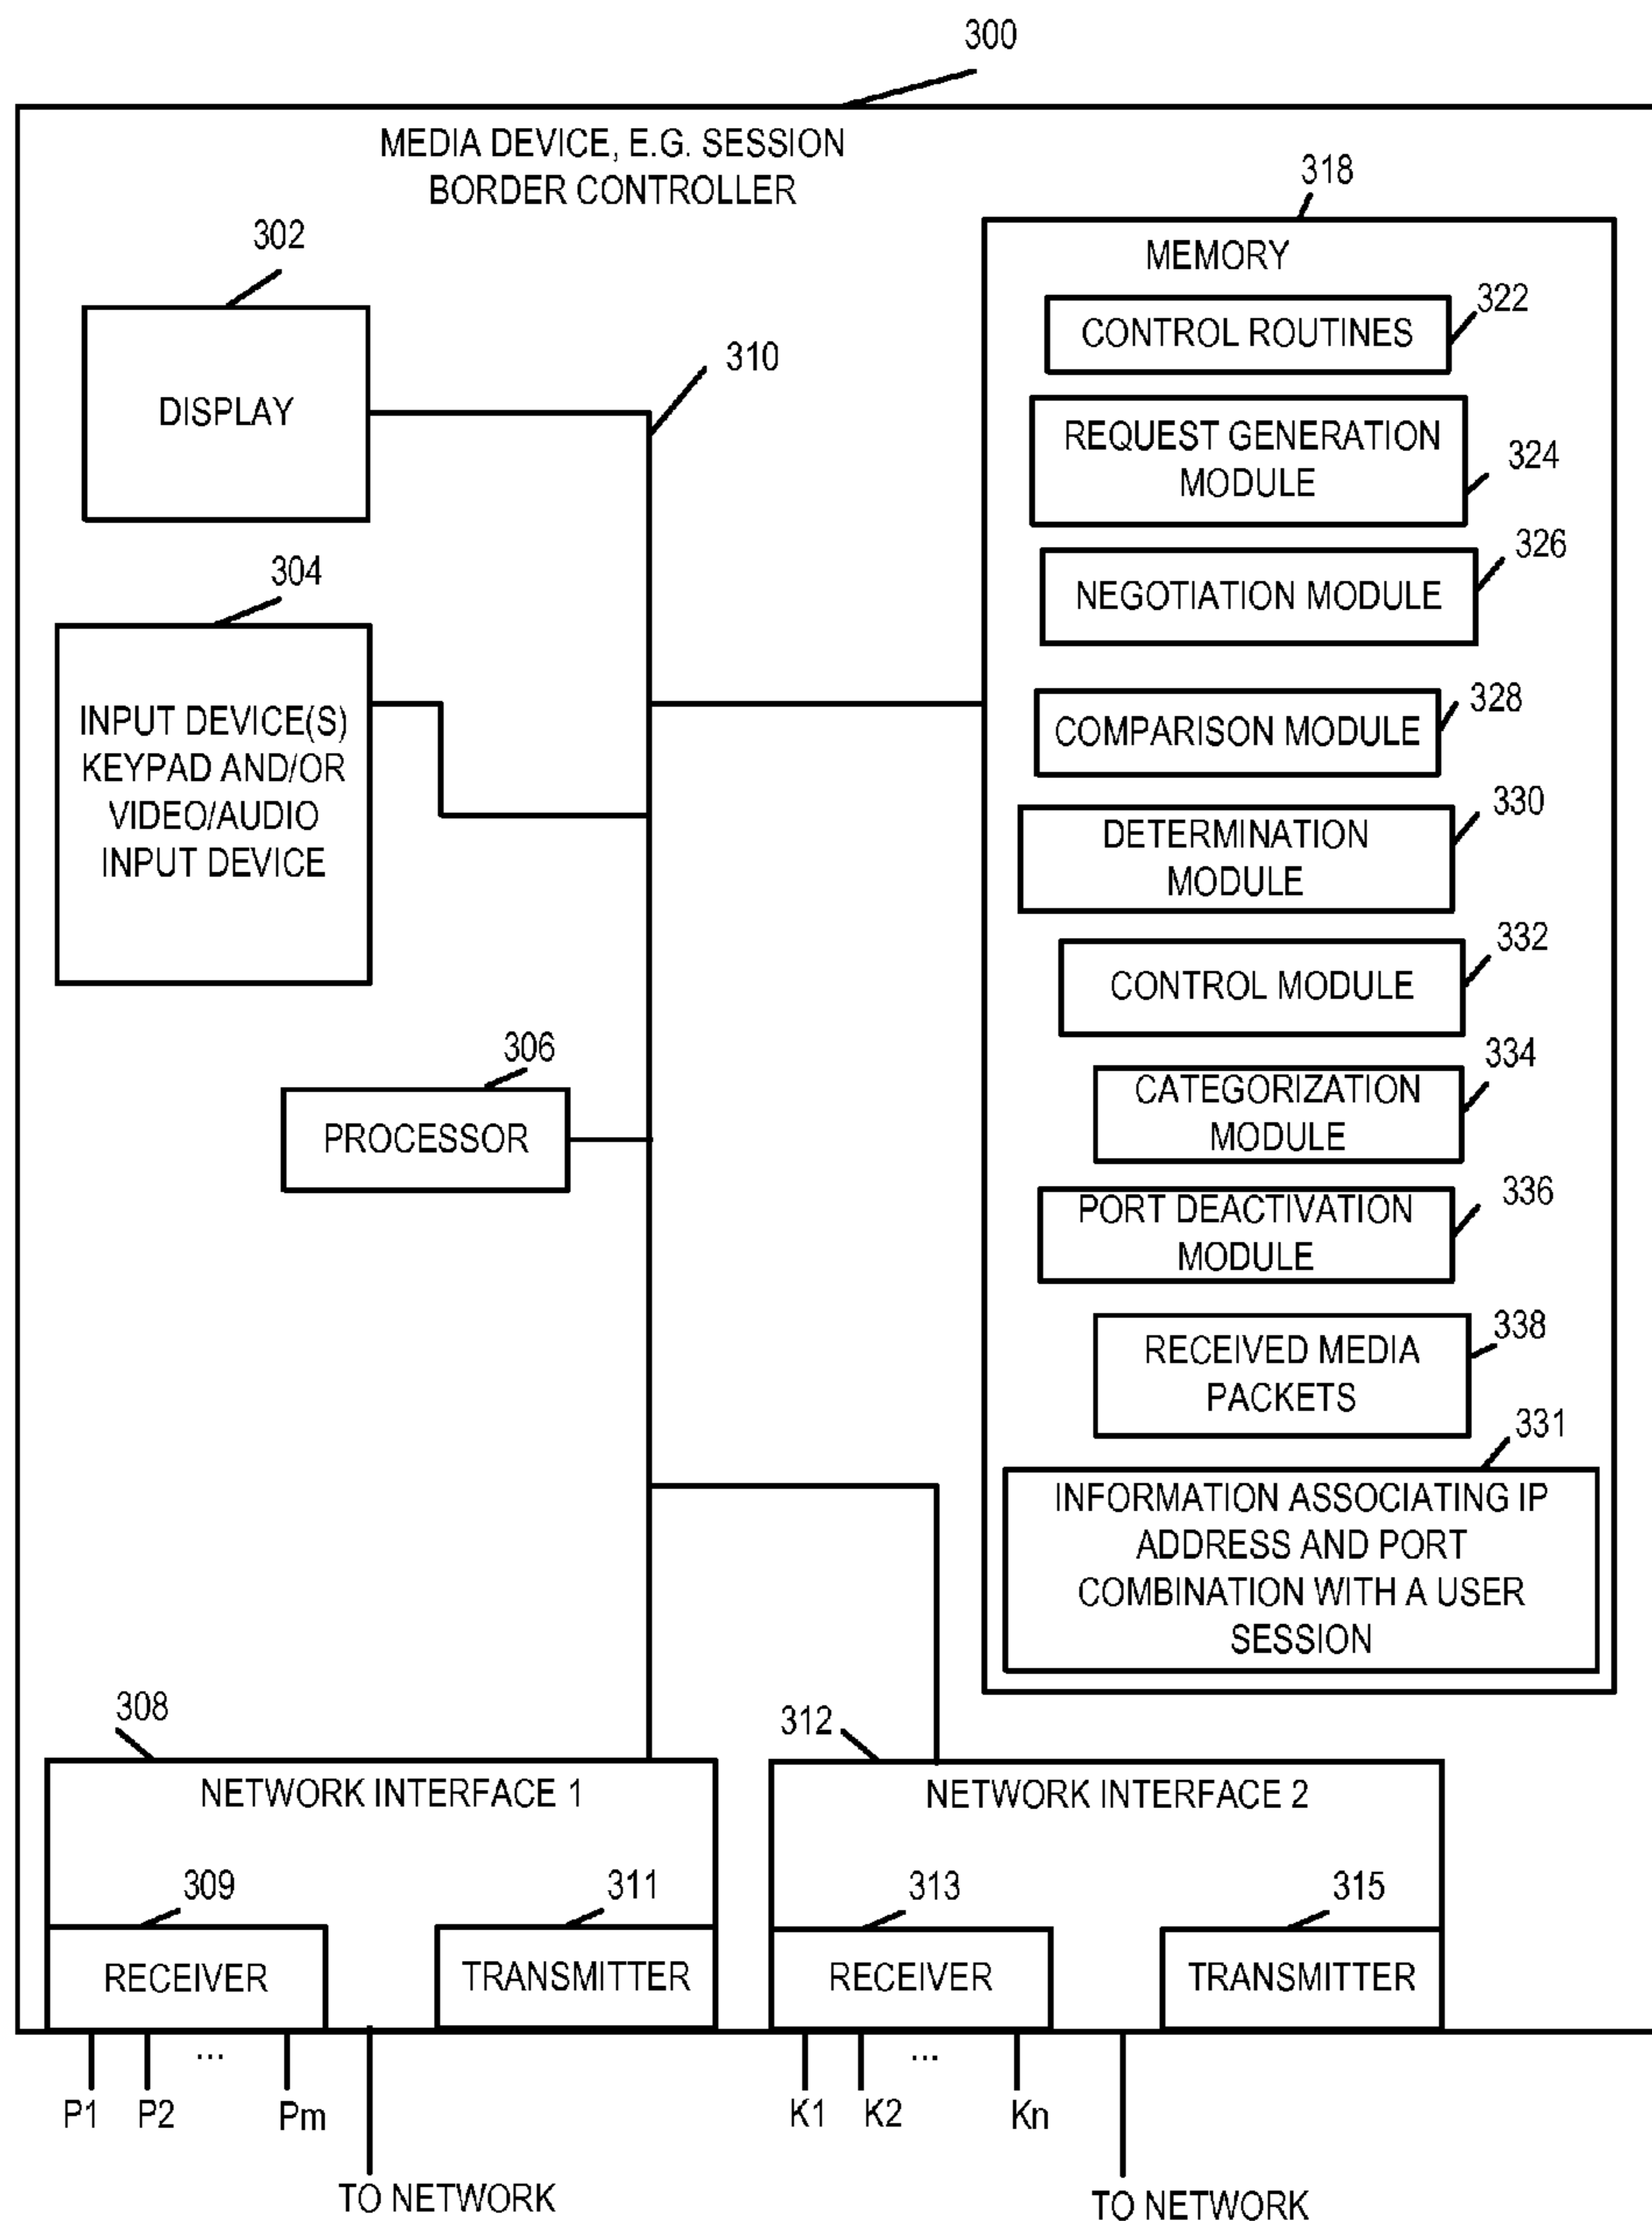 300
MEDIA DEVICE, E.G. SESSION
BORDER CONTROLLER
302
DISPLAY
310
304
INPUT DEVICE(S)
KEYPAD AND/OR
VIDEO/AUDIO
INPUT DEVICE
306
PROCESSOR
318
MEMORY
322
CONTROL ROUTINES
REQUEST GENERATION
MODULE
324
326
NEGOTIATION MODULE
328
COMPARISON MODULE
330
DETERMINATION
MODULE
332
CONTROL MODULE
334
CATEGORIZATION
MODULE
336
PORT DEACTIVATION
MODULE
338
RECEIVED MEDIA
PACKETS
331
INFORMATION ASSOCIATING IP
ADDRESS AND PORT
COMBINATION WITH A USER
SESSION
308
NETWORK INTERFACE 1
309
RECEIVER
311
TRANSMITTER
P1
P2
...
Pm
TO NETWORK
312
NETWORK INTERFACE 2
313
RECEIVER
315
TRANSMITTER
K1
K2
...
Kn
TO NETWORK